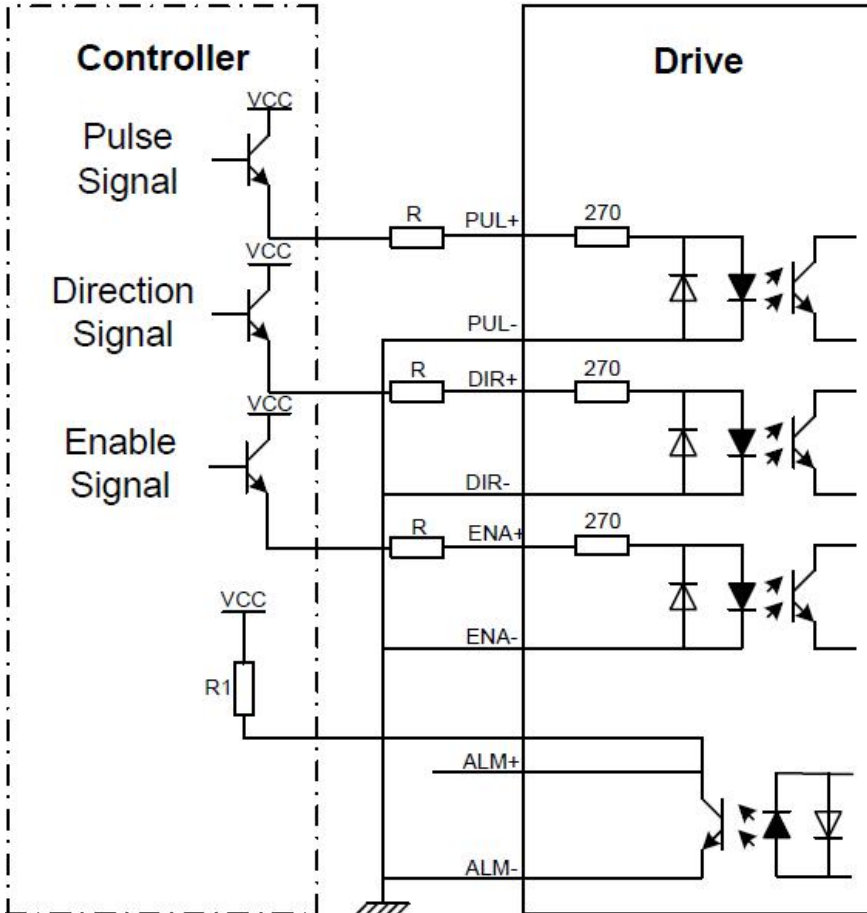 Controller
Drive
VCC
Pulse
Signal
R
PUL+
270
VCC
Direction
Signal
PUL-
R
DIR+
270
VCC
Enable
Signal
DIR-
R
ENA+
270
VCC
ENA-
R1
ALM+
ALM-